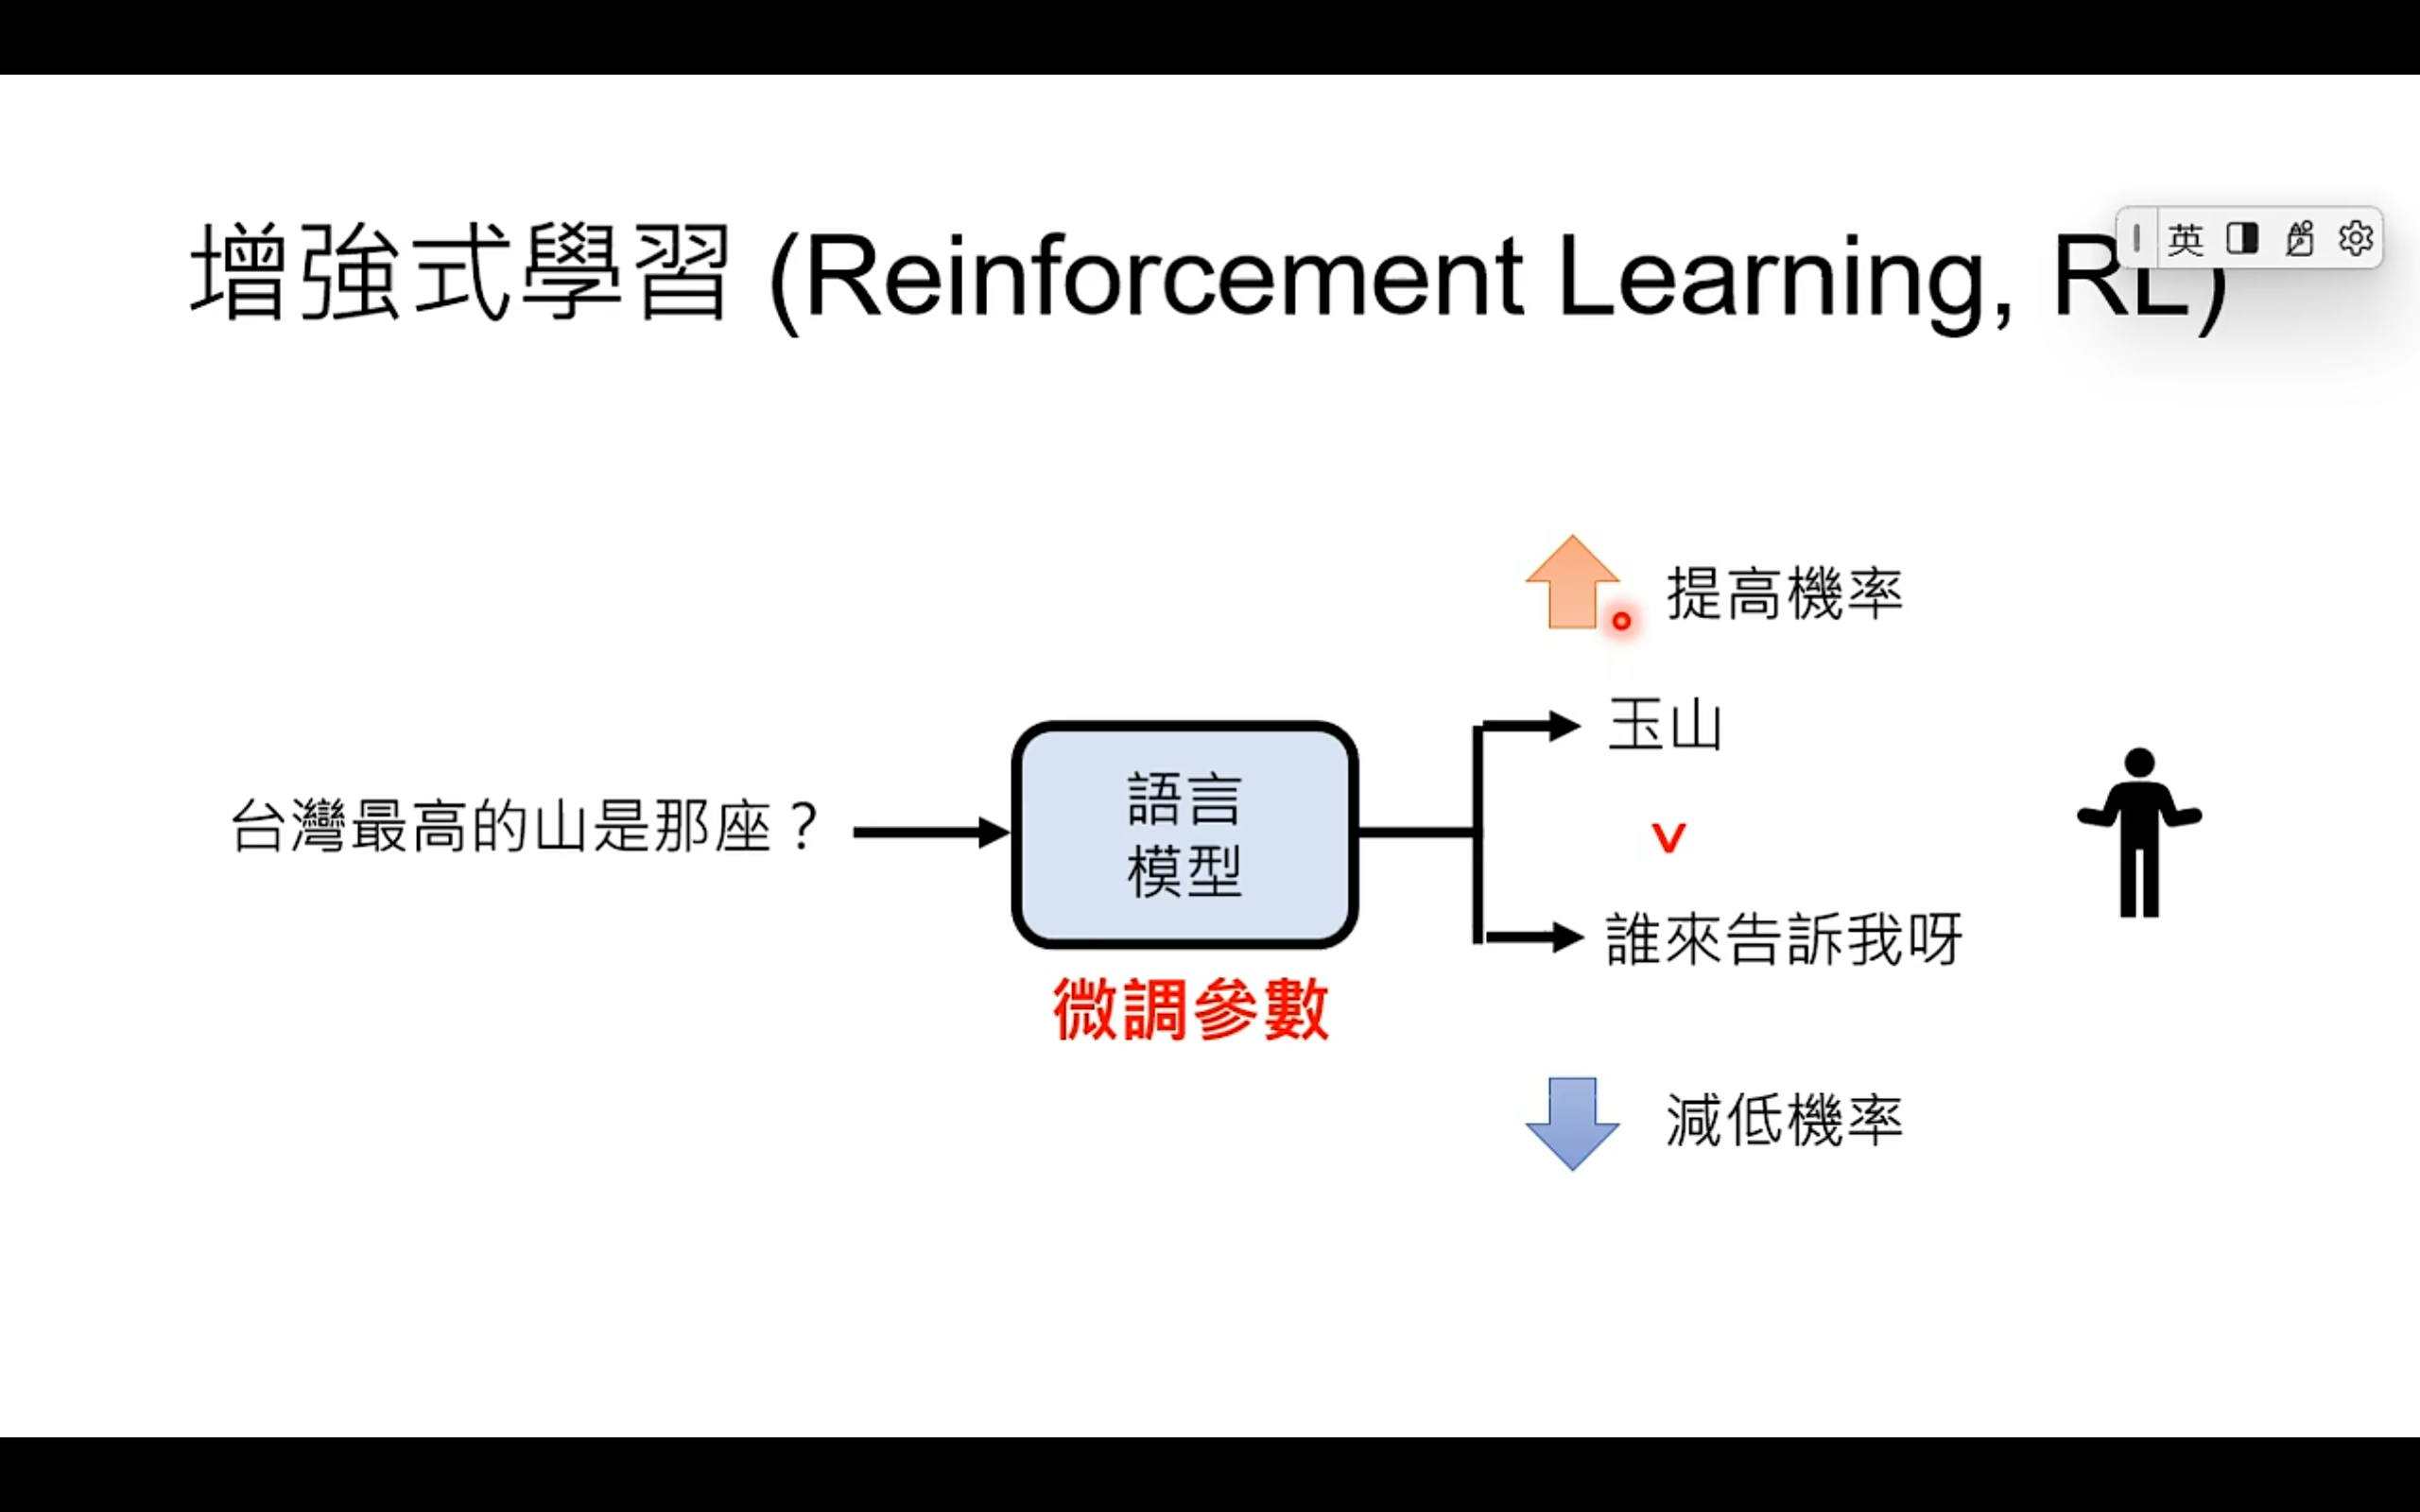 增強式學習 (Reinforcement Learning, RL)
英
提高機率
玉山
台灣最高的山是那座？
語言
模型
v
誰來告訴我呀
微調參數
減低機率